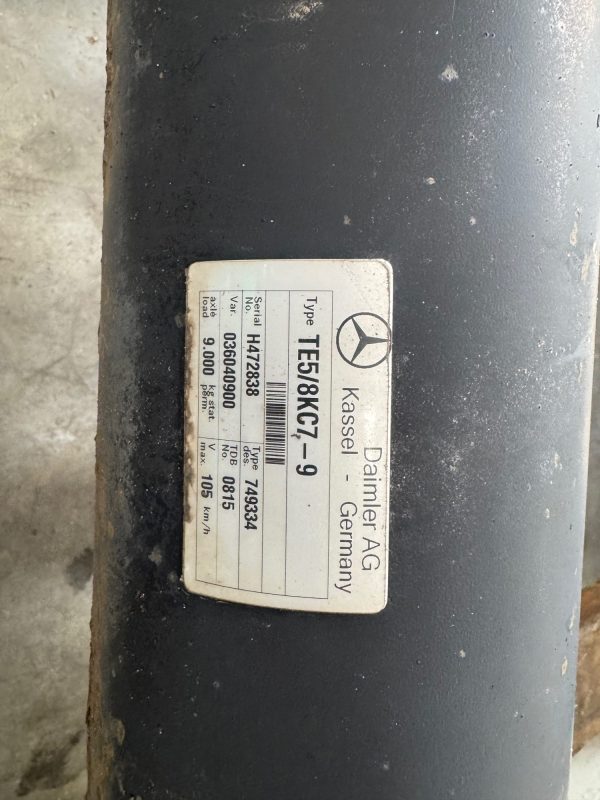 Daimler AG
Kassel - Germany
Type TE5/8KC7-9
Serial No. H472838 Type des. 749334
Var. 036040900 TDB No 0815
axle load 9.000 kg stat. perm. V max. 105 km/h